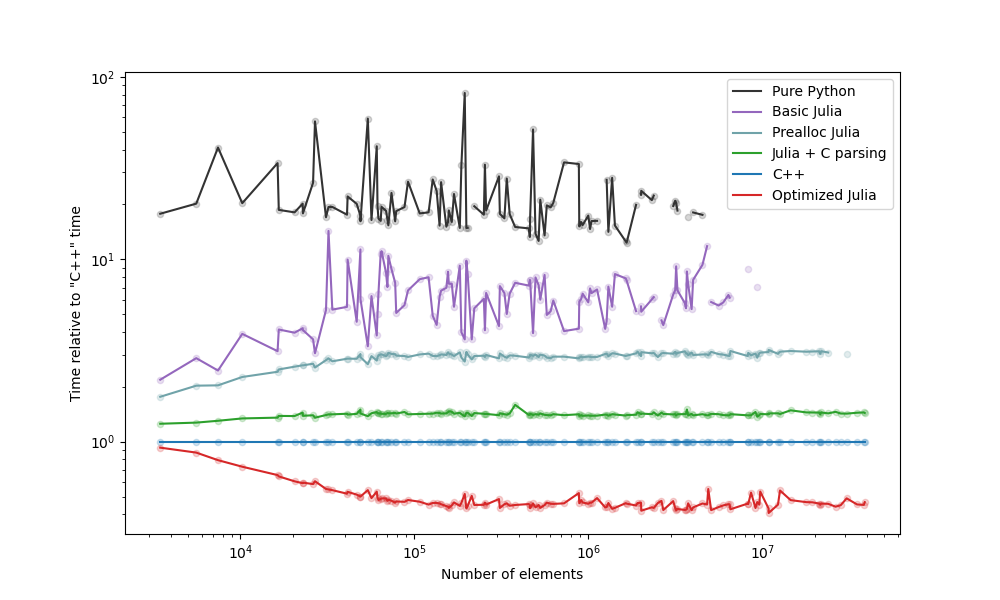 Pure Python
Basic Julia
Prealloc Julia
Julia + C parsing
C++
Optimized Julia
Time relative to "C++" time
10²
10¹
10⁰
10⁴
10⁵
10⁶
10⁷
Number of elements